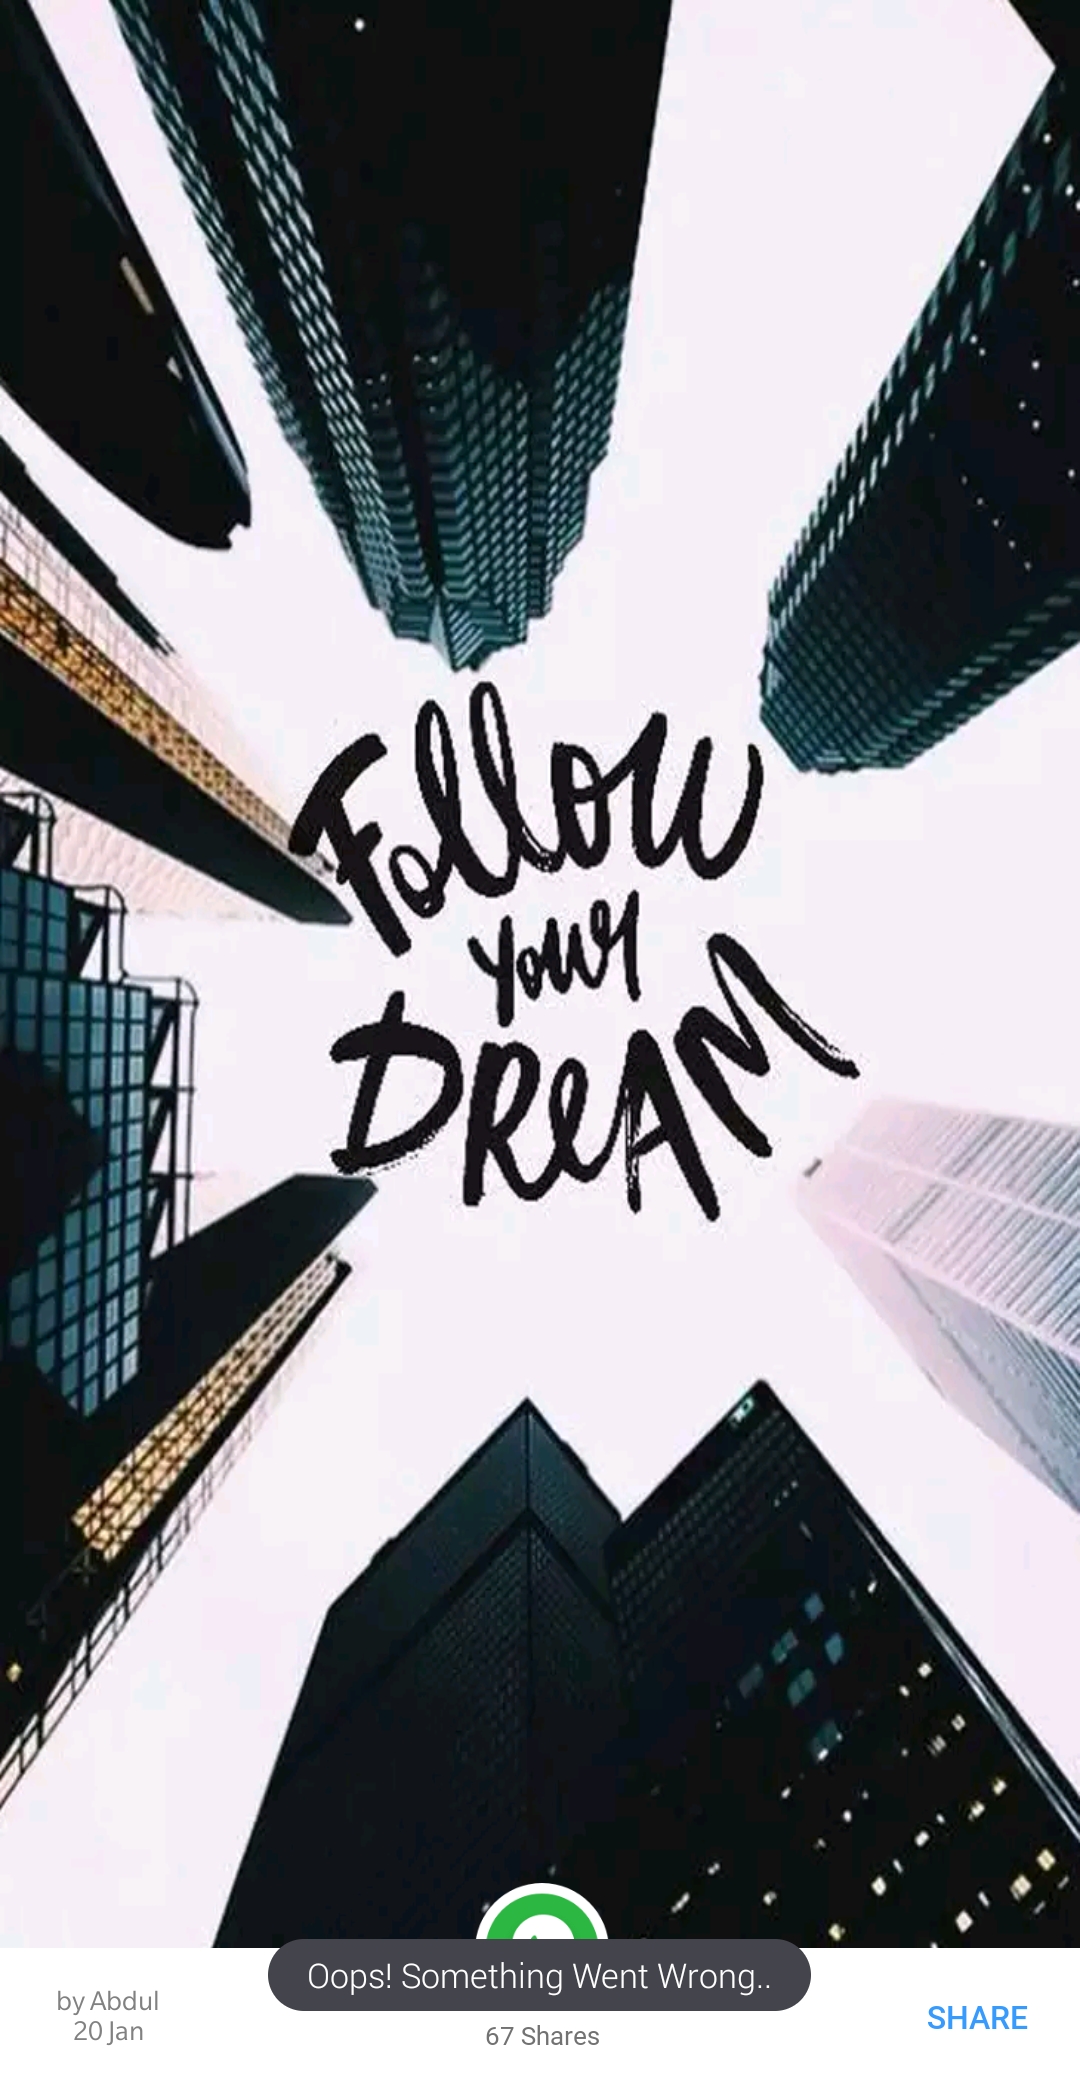 Follow
your
DReAM
Oops! Something Went Wrong..
by Abdul
20 Jan
67 Shares
SHARE